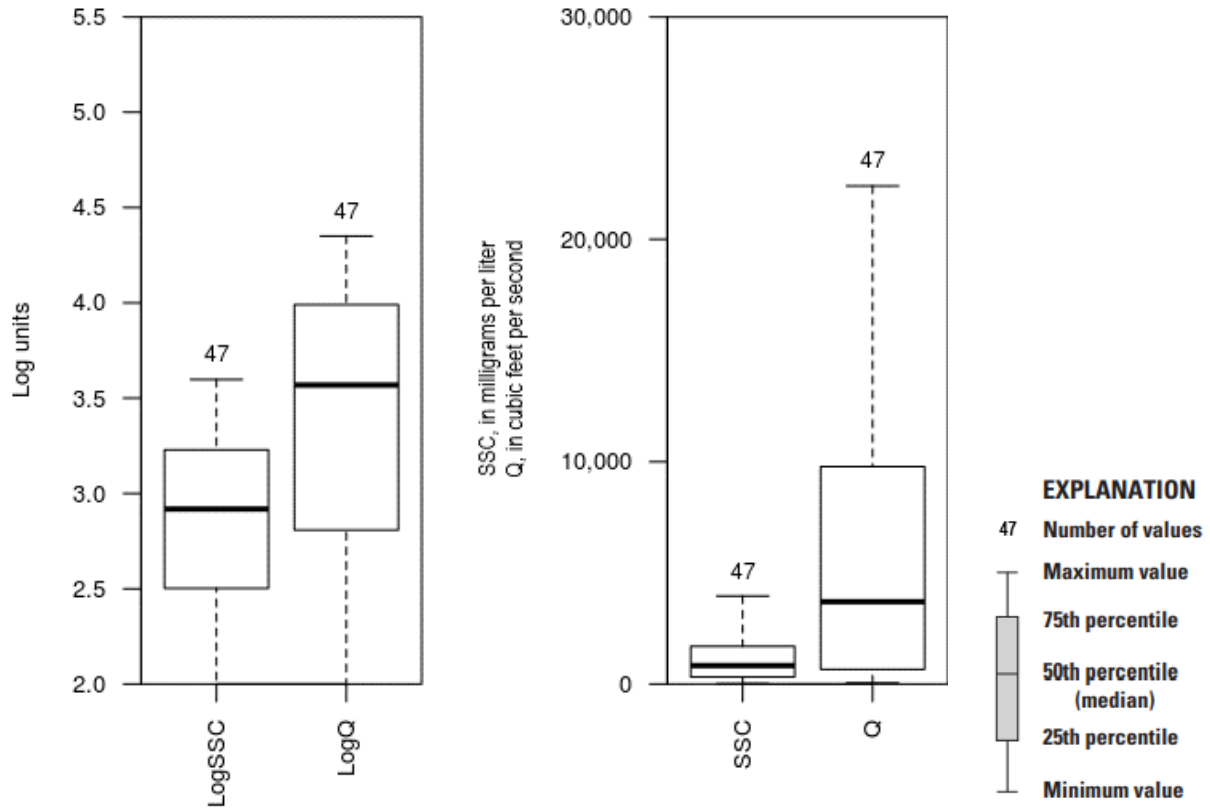 Log units
5.5
5.0
4.5
4.0
3.5
3.0
2.5
2.0
47
47
LogSSC
LogQ
SSC, in milligrams per liter
Q, in cubic feet per second
30,000
20,000
10,000
0
47
47
SSC
Q
EXPLANATION
47 Number of values
Maximum value
75th percentile
50th percentile
(median)
25th percentile
Minimum value